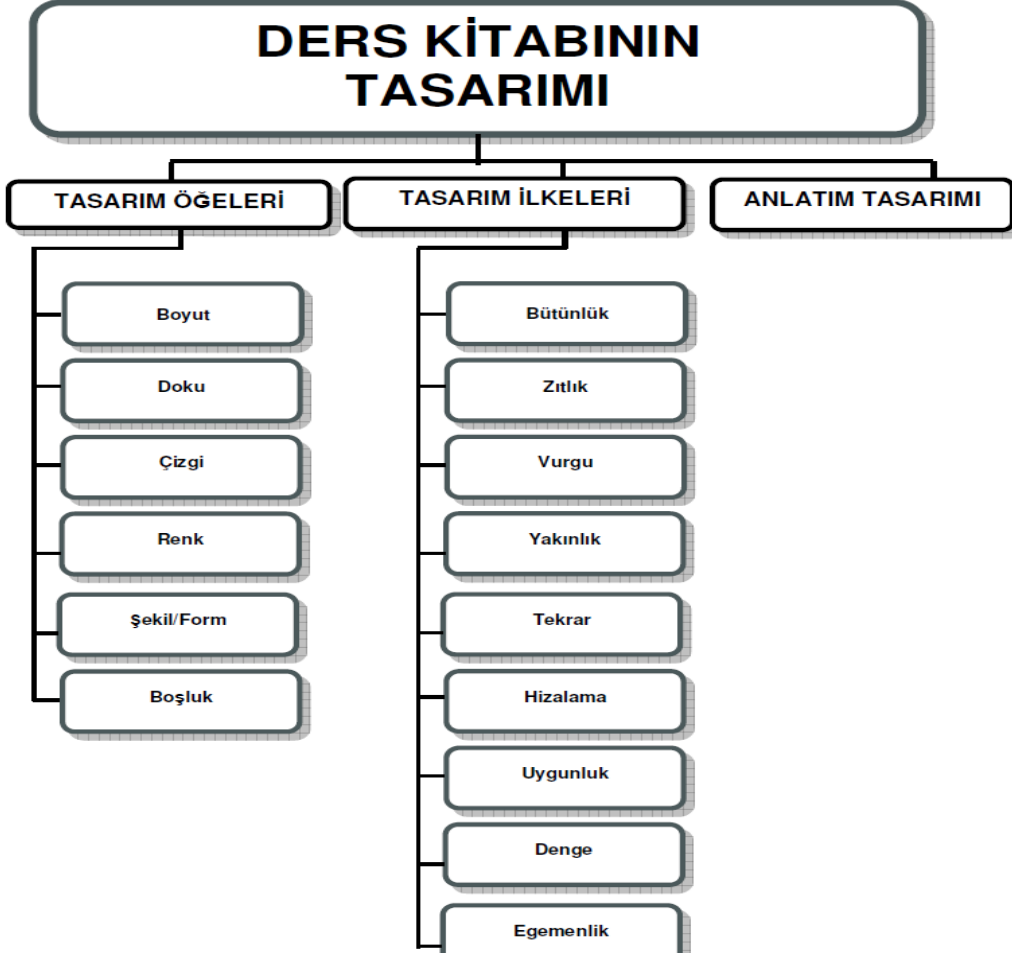 DERS KİTABININ
TASARIMI
TASARIM ÖĞELERİ
TASARIM İLKELERİ
ANLATIM TASARIMI
Boyut
Doku
Çizgi
Renk
Şekil/Form
Boşluk
Bütünlük
Zıtlık
Vurgu
Yakınlık
Tekrar
Hizalama
Uygunluk
Denge
Egemenlik